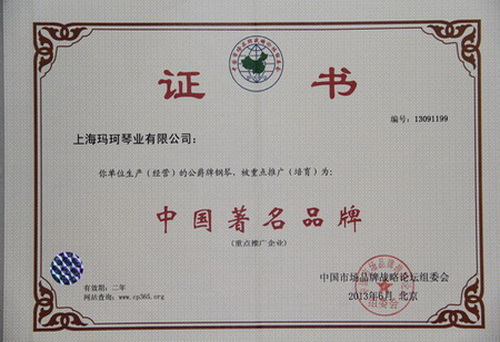 证 书
编号：13091199
上海玛珂琴业有限公司：
你单位生产（经营）的公爵牌钢琴，被重点推广（培育）为：
中国著名品牌
（重点推广企业）
中国市场品牌战略论坛组委会
2013年6月 北京
有效期：二年
网站查询：www.cp365.org